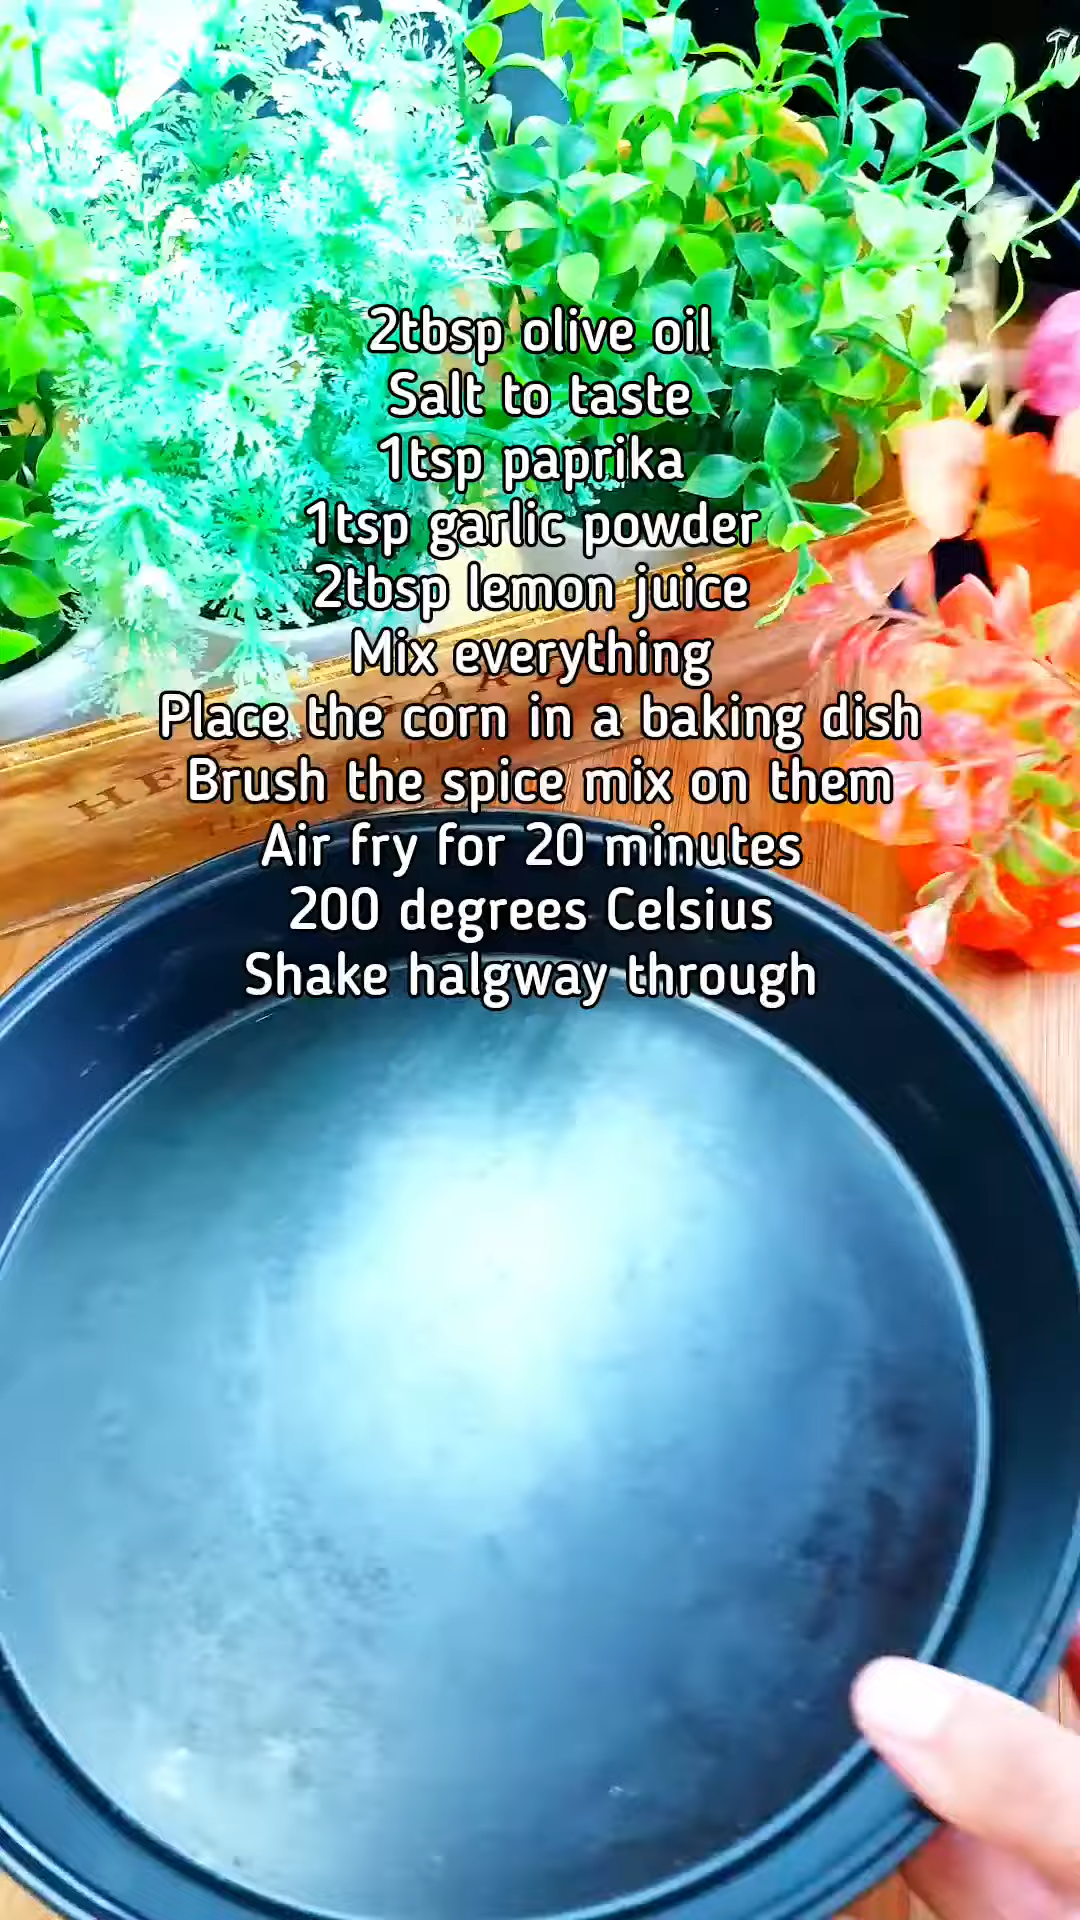 2tbsp olive oil
Salt to taste
1tsp paprika
1tsp garlic powder
2tbsp lemon juice
Mix everything
Place the corn in a baking dish
Brush the spice mix on them
Air fry for 20 minutes
200 degrees Celsius
Shake halgway through